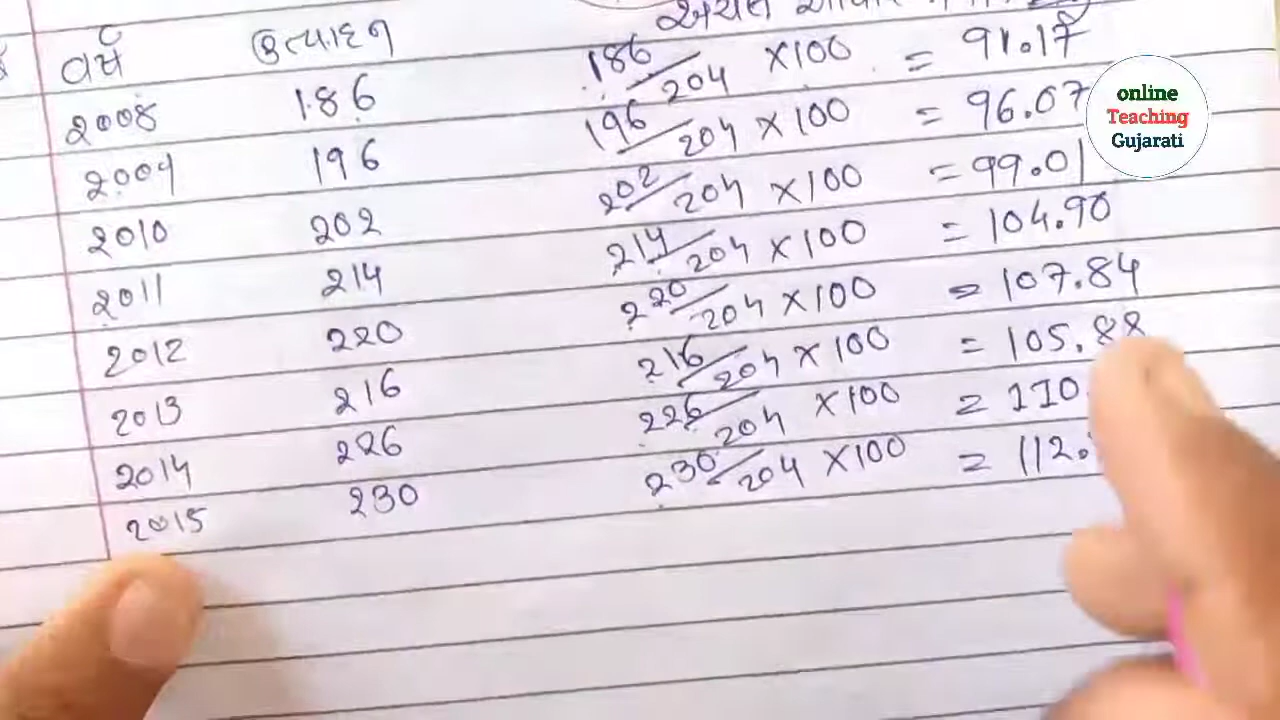 વર્ષ ઉત્પાદન
2008 186 186/204 ×100 = 91.17
2009 196 196/204 ×100 = 96.07
2010 202 202/204 ×100 = 99.01
2011 214 214/204 ×100 = 104.90
2012 220 220/204 ×100 = 107.84
2013 216 216/204 ×100 = 105.88
2014 226 226/204 ×100 = 110
2015 230 230/204 ×100 = 112.
online
Teaching
Gujarati